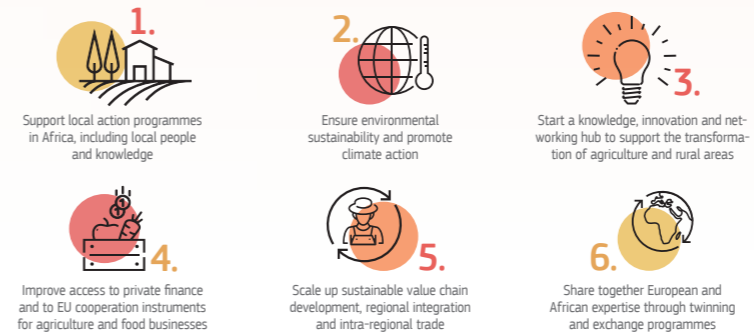 1.
Support local action programmes
in Africa, including local people
and knowledge
2.
Ensure environmental
sustainability and promote
climate action
3.
Start a knowledge, innovation and net-
working hub to support the transforma-
tion of agriculture and rural areas
4.
Improve access to private finance
and to EU cooperation instruments
for agriculture and food businesses
5.
Scale up sustainable value chain
development, regional integration
and intra-regional trade
6.
Share together European and
African expertise through twinning
and exchange programmes